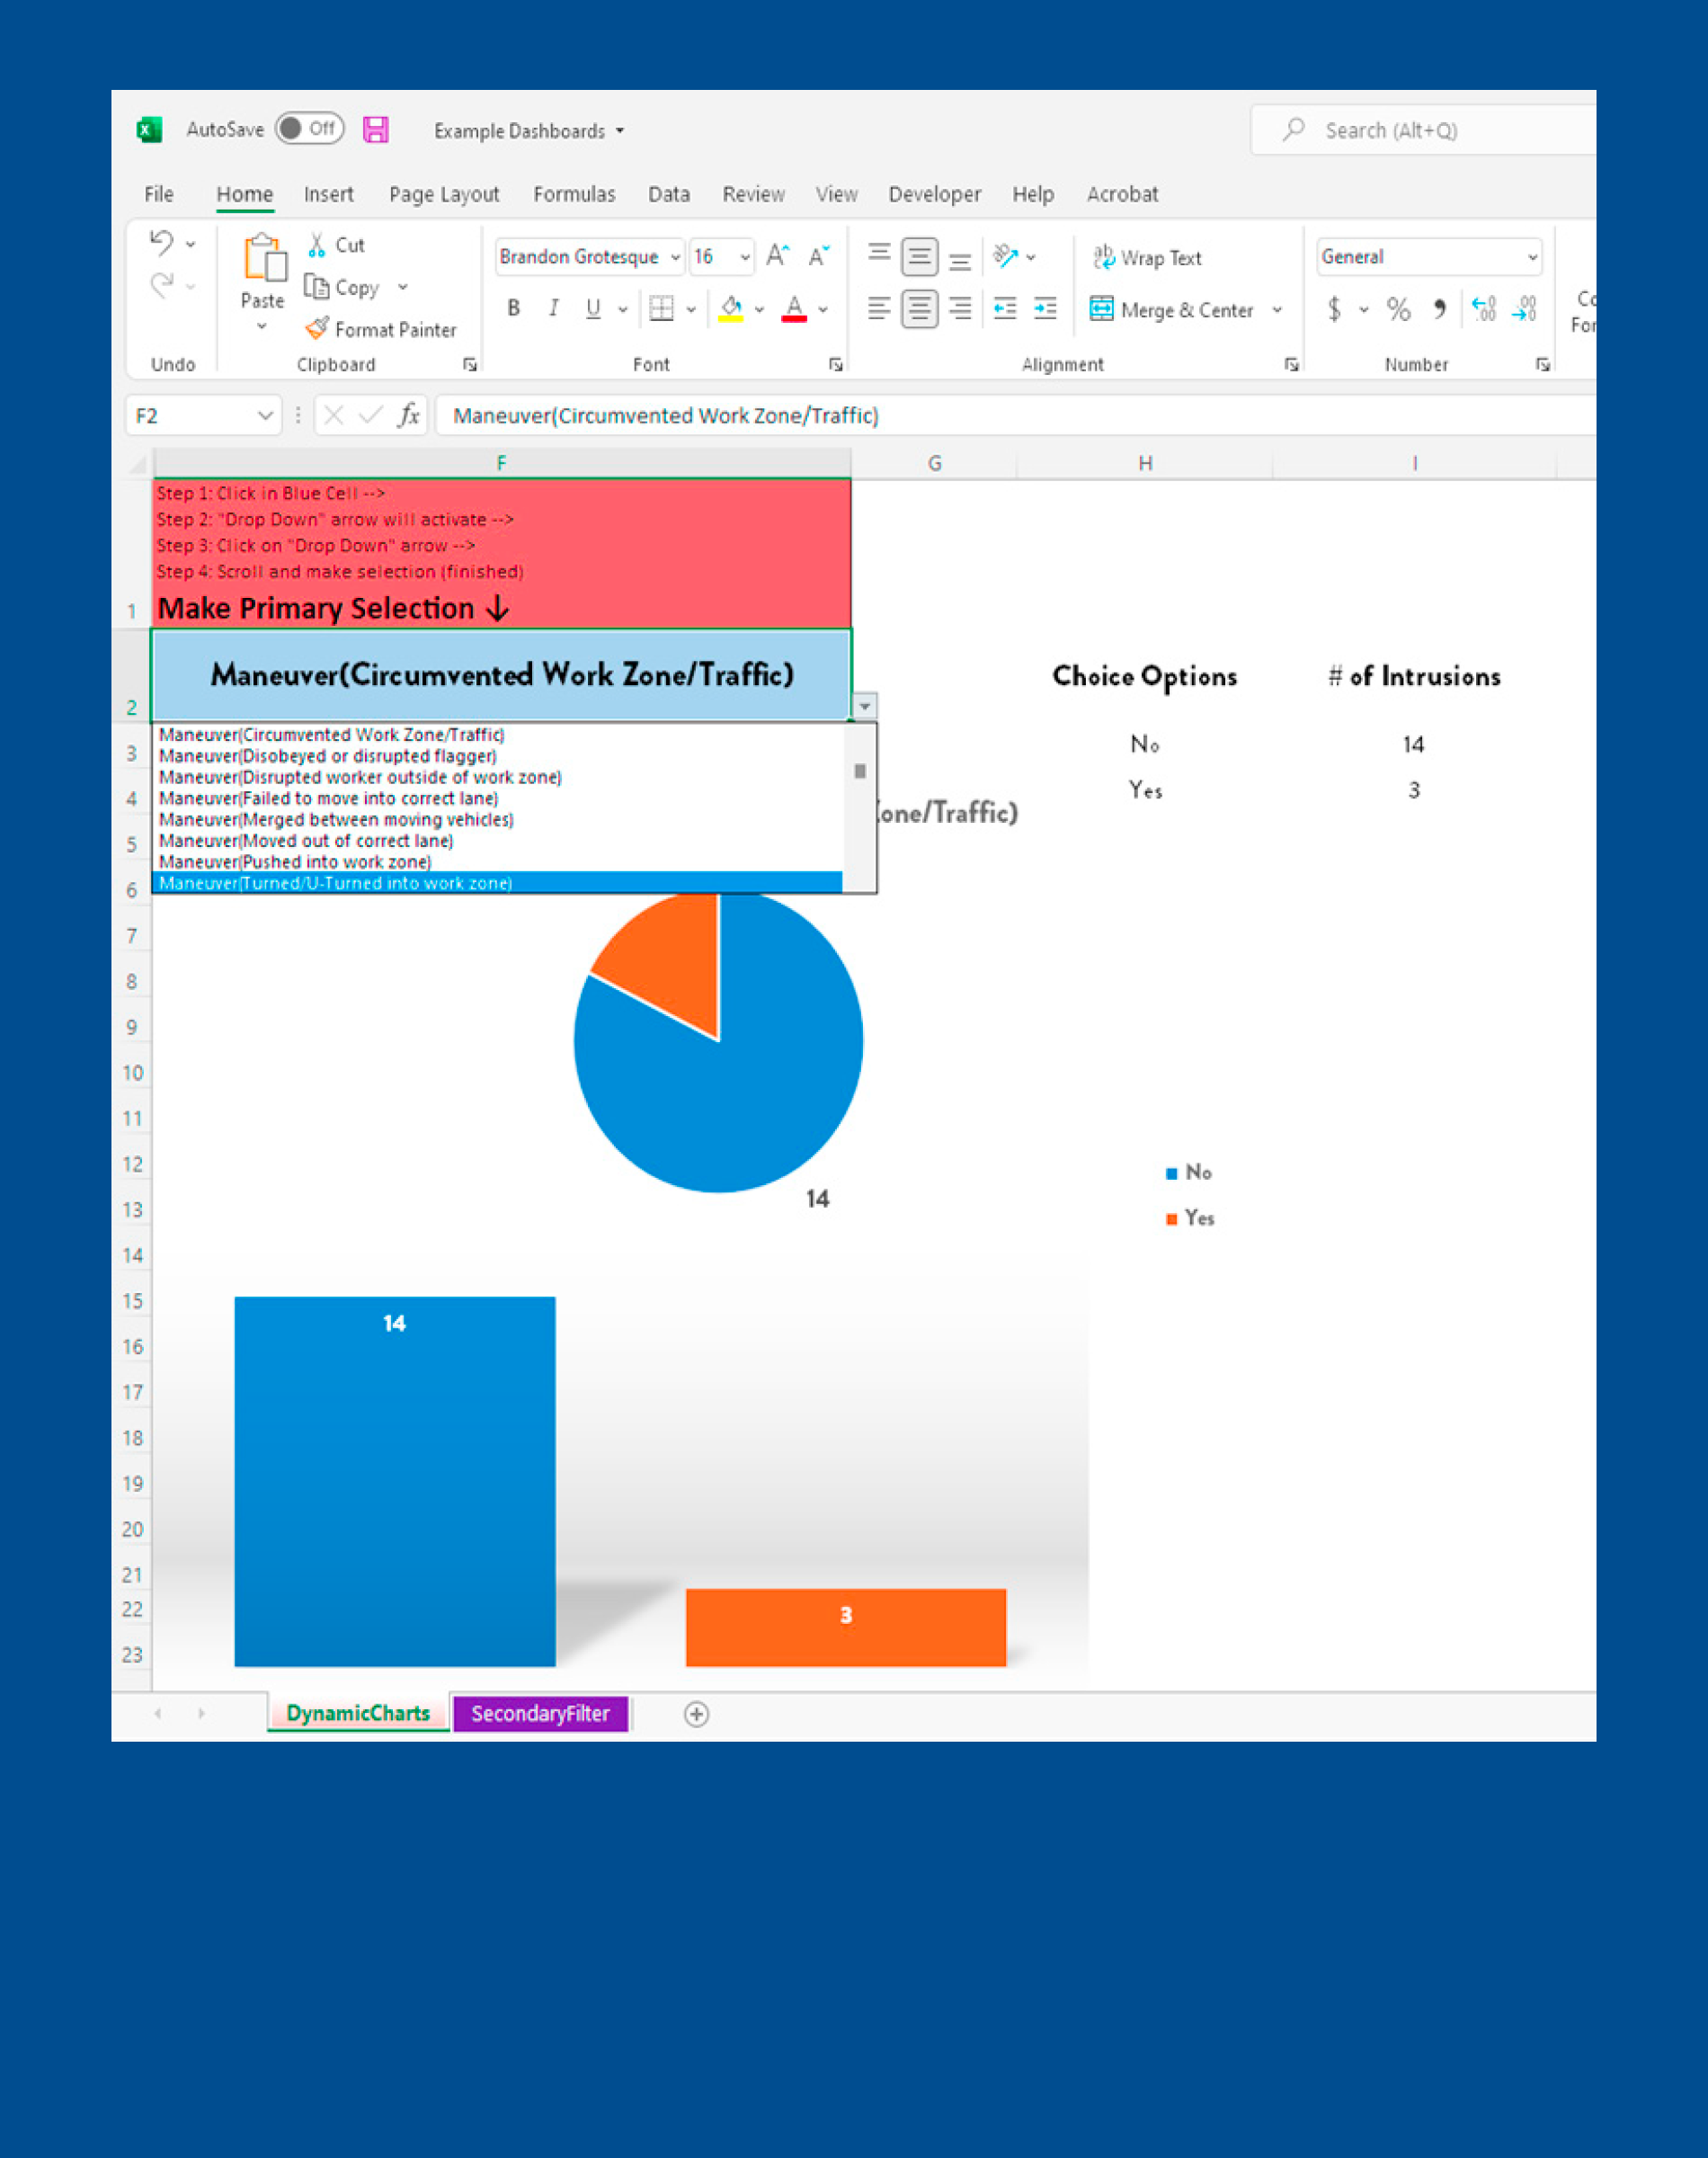 AutoSave Off Example Dashboards Search (Alt+Q)
File Home Insert Page Layout Formulas Data Review View Developer Help Acrobat
Cut
Copy
Paste
Format Painter
Undo
Clipboard
Brandon Grotesque 16 A^ A˅
B I U A
Font
ab Wrap Text
Merge & Center
Alignment
General
$ % , .00 .00
Number
Co
For
F2 fx Maneuver(Circumvented Work Zone/Traffic)
F G H I
Step 1: Click in Blue Cell -->
Step 2: "Drop Down" arrow will activate -->
Step 3: Click on "Drop Down" arrow -->
Step 4: Scroll and make selection (finished)
1 Make Primary Selection ↓
2 Maneuver(Circumvented Work Zone/Traffic) Choice Options # of Intrusions
Maneuver(Circumvented Work Zone/Traffic)
3 Maneuver(Disobeyed or disrupted flagger) No 14
Maneuver(Disrupted worker outside of work zone)
4 Maneuver(Failed to move into correct lane) Yes 3
Maneuver(Merged between moving vehicles) one/Traffic)
5 Maneuver(Moved out of correct lane)
Maneuver(Pushed into work zone)
6 Maneuver(Turned/U-Turned into work zone)
7
8
9
10
11
12 No
13 14 Yes
14
15 14
16
17
18
19
20
21
22 3
23
DynamicCharts SecondaryFilter